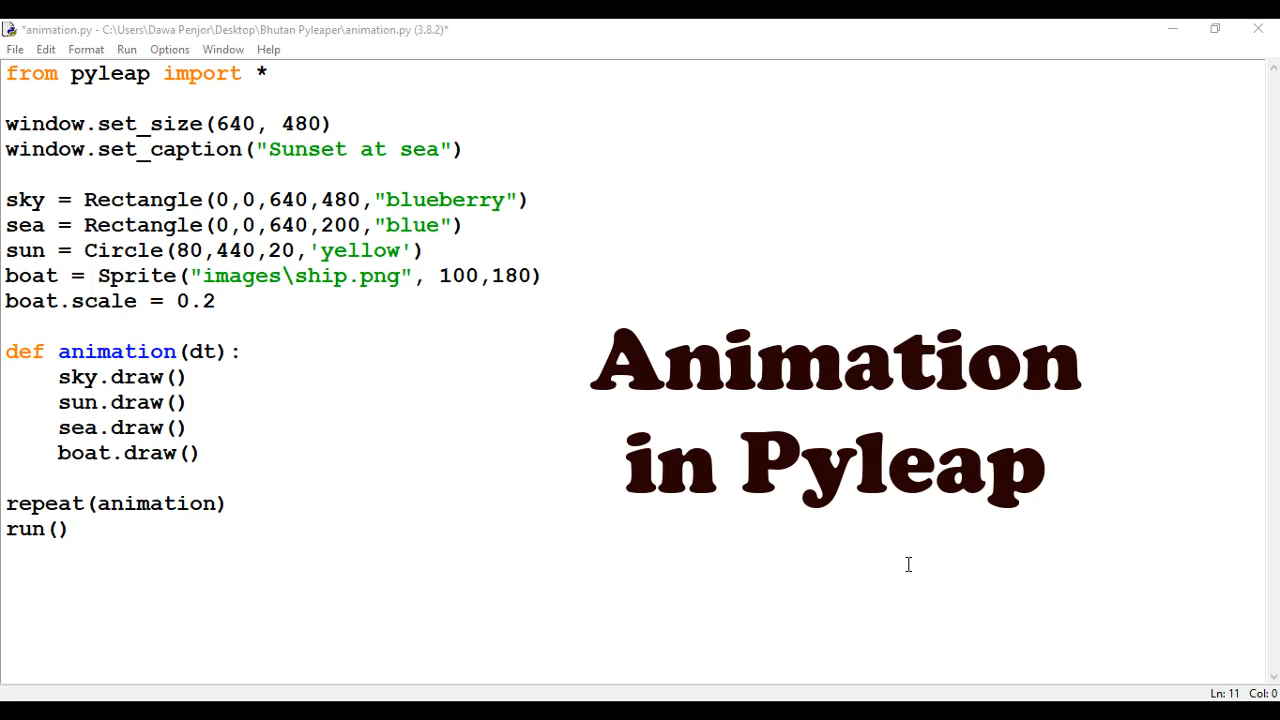 *animation.py - C:\Users\Dawa Penjor\Desktop\Bhutan Pyleaper\animation.py (3.8.2)*
File Edit Format Run Options Window Help
from pyleap import *
window.set_size(640, 480)
window.set_caption("Sunset at sea")
sky = Rectangle(0,0,640,480,"blueberry")
sea = Rectangle(0,0,640,200,"blue")
sun = Circle(80,440,20,'yellow')
boat = Sprite("images\ship.png", 100,180)
boat.scale = 0.2
def animation(dt):
    sky.draw()
    sun.draw()
    sea.draw()
    boat.draw()
repeat(animation)
run()
Animation
in Pyleap
Ln: 11 Col: 0